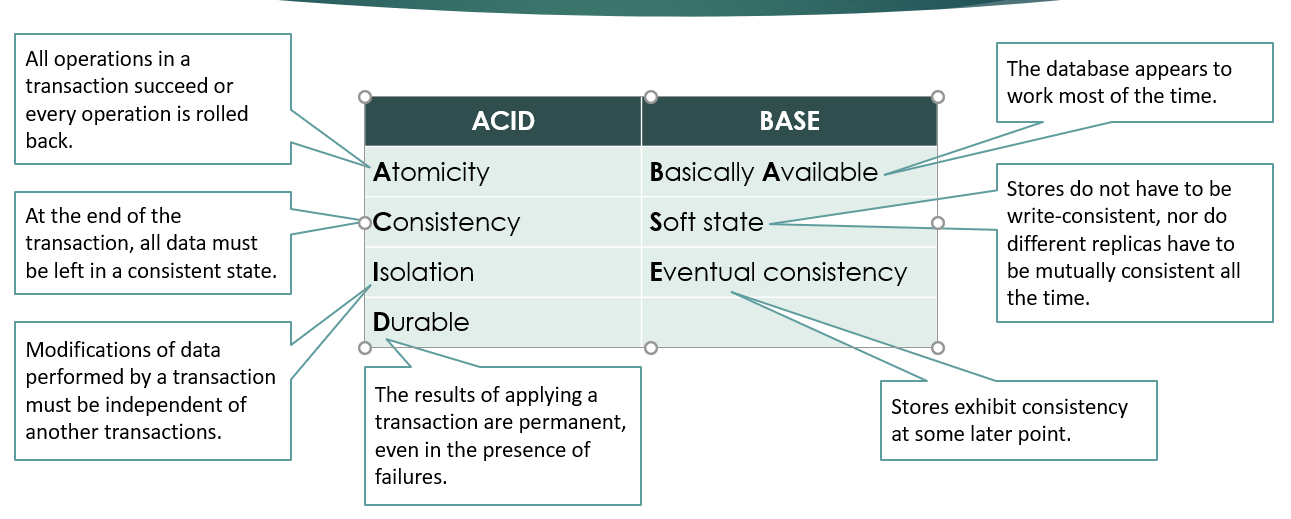 All operations in a
transaction succeed or
every operation is rolled
back.
At the end of the
transaction, all data must
be left in a consistent state.
Modifications of data
performed by a transaction
must be independent of
another transactions.
ACID
BASE
Atomicity
Basically Available
Consistency
Soft state
Isolation
Eventual consistency
Durable
The results of applying a
transaction are permanent,
even in the presence of
failures.
The database appears to
work most of the time.
Stores do not have to be
write-consistent, nor do
different replicas have to
be mutually consistent all
the time.
Stores exhibit consistency
at some later point.